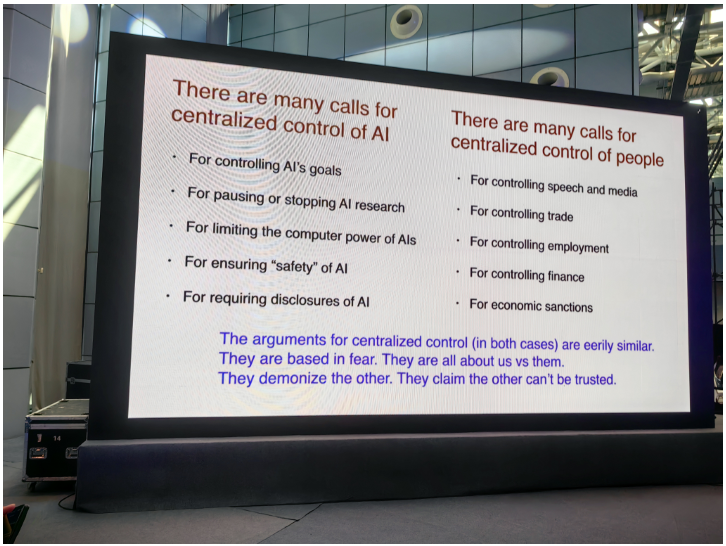 There are many calls for
centralized control of AI
· For controlling AI's goals
· For pausing or stopping AI research
· For limiting the computer power of AIs
· For ensuring “safety” of AI
· For requiring disclosures of AI
There are many calls for
centralized control of people
· For controlling speech and media
· For controlling trade
· For controlling employment
· For controlling finance
· For economic sanctions
The arguments for centralized control (in both cases) are eerily similar.
They are based in fear. They are all about us vs them.
They demonize the other. They claim the other can't be trusted.
14